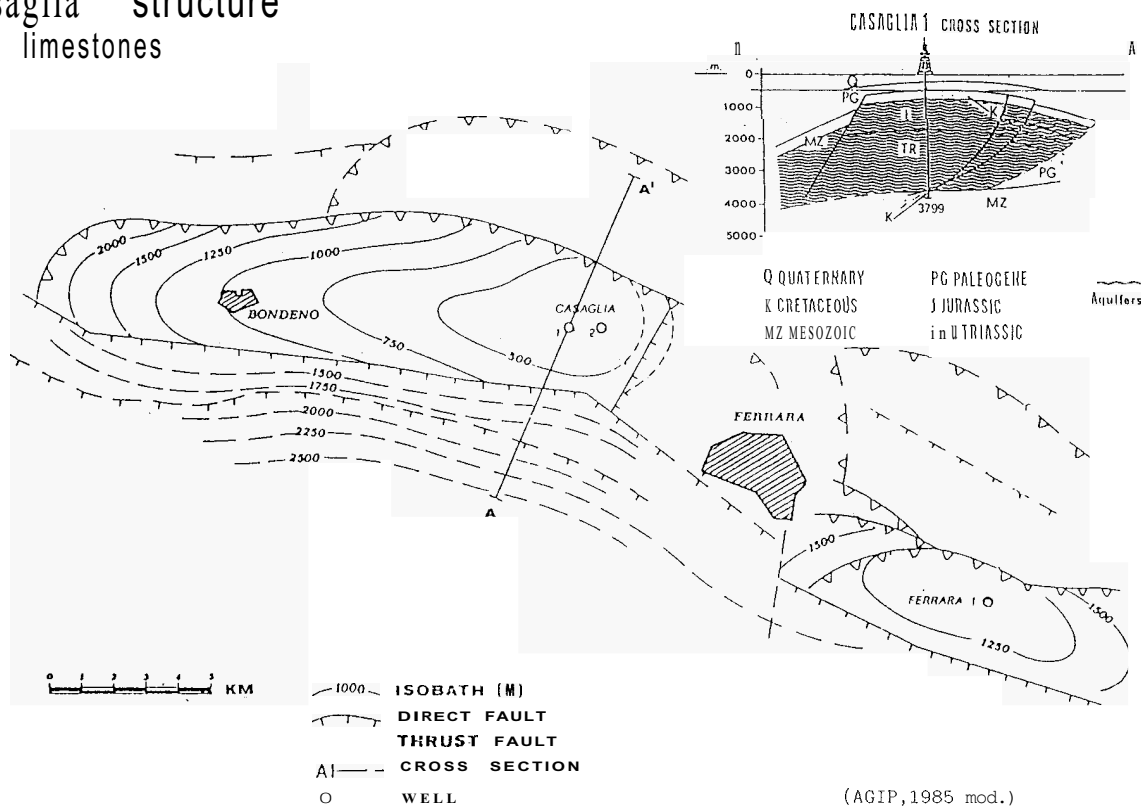 saglia structure
limestones
CASAGLIA 1 CROSS SECTION
A
m.
0
1000
2000
3000
4000
5000
Q
PG
K
MZ
TR
PG
MZ
K
3799
Q QUATERNARY PG PALEOGENE
K CRETACEOUS J JURASSIC
MZ MESOZOIC in U TRIASSIC
Aquifers
A'
2000
1500
1250
1000
BONDENO
CASAGLIA
1 2
750
500
1500
1750
2000
2250
2500
A
FERRARA
1500
FERRARA 1
1500
1250
0 1 2 3 4 5 KM
1000 ISOBATH (M)
DIRECT FAULT
THRUST FAULT
AI CROSS SECTION
WELL
(AGIP,1985 mod.)